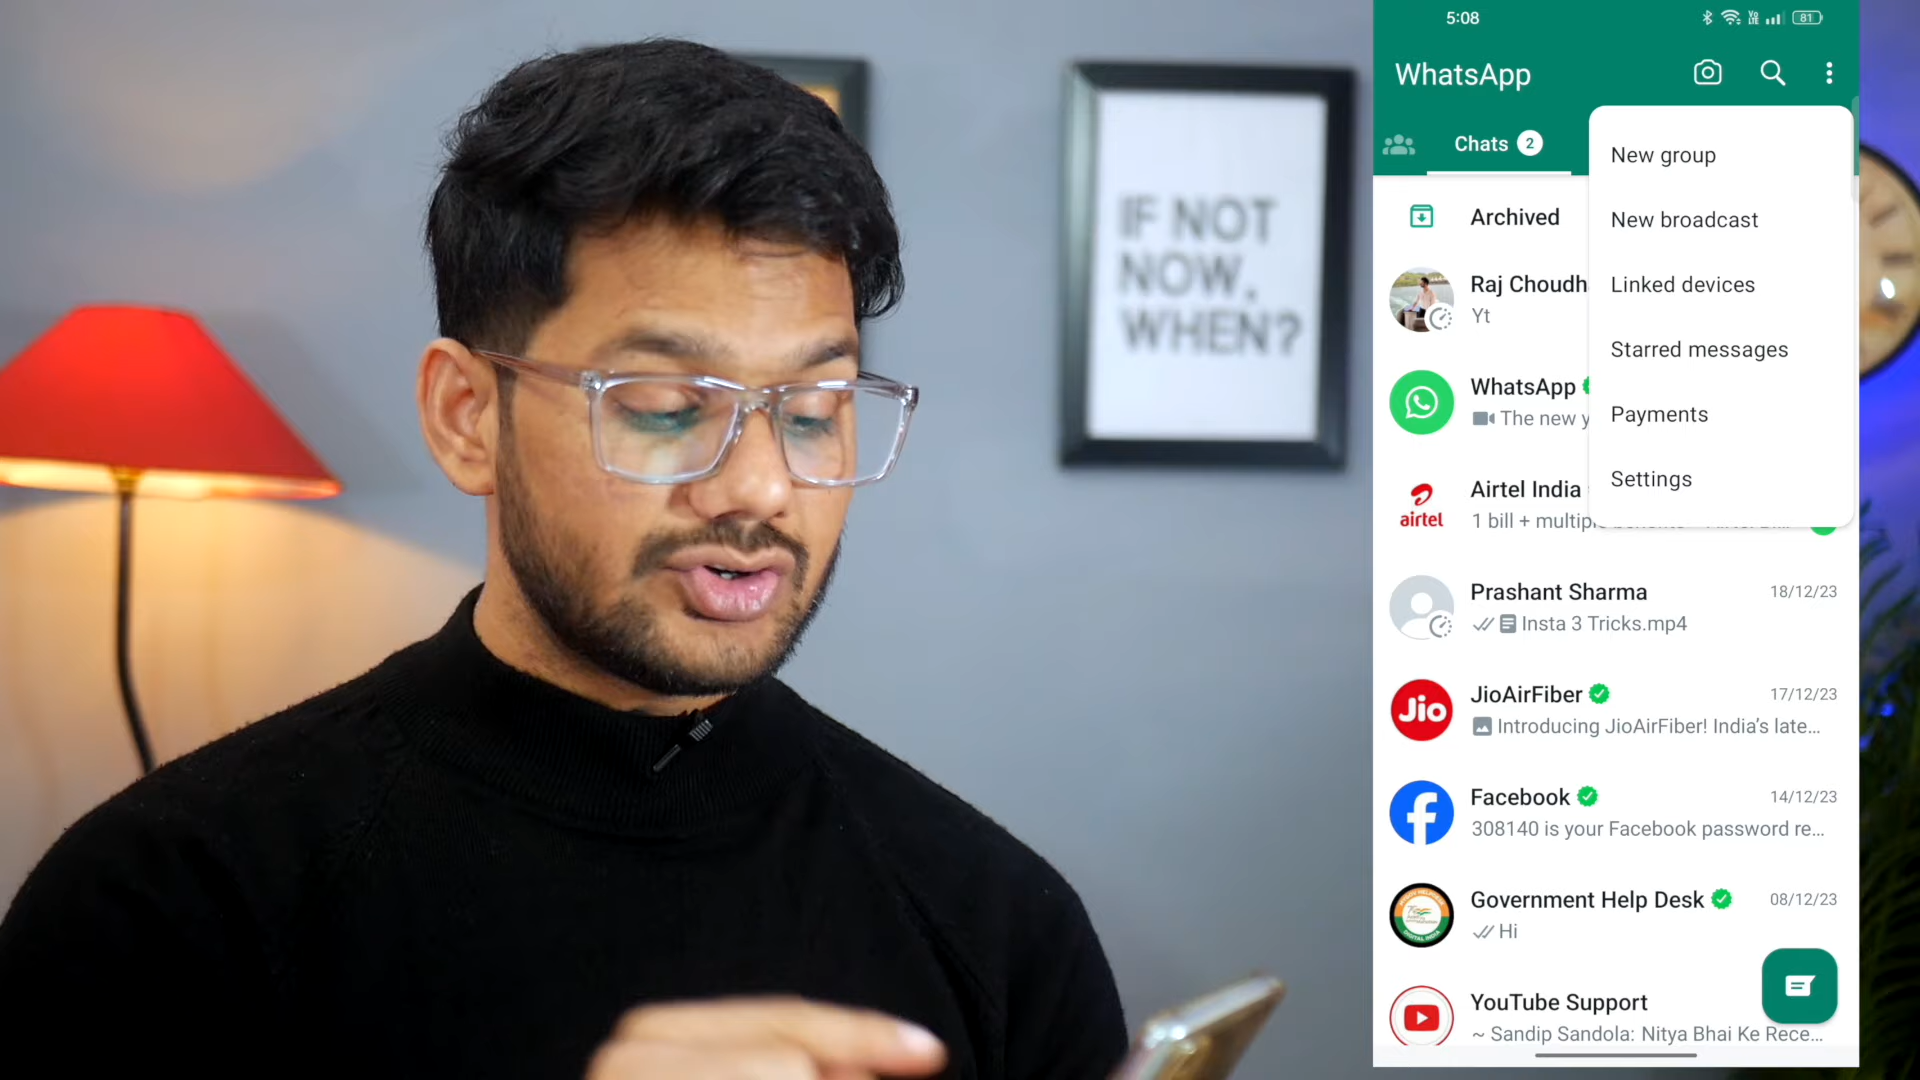 IF NOT
NOW,
WHEN?
5:08
81
WhatsApp
Chats 2
New group
New broadcast
Linked devices
Starred messages
Payments
Settings
Archived
Raj Choudh
Yt
WhatsApp
The new y
Airtel India
airtel
1 bill + multiple
Prashant Sharma 18/12/23
Insta 3 Tricks.mp4
Jio
JioAirFiber 17/12/23
Introducing JioAirFiber! India's late...
Facebook 14/12/23
308140 is your Facebook password re...
Government Help Desk 08/12/23
Hi
YouTube Support
~ Sandip Sandola: Nitya Bhai Ke Rece...